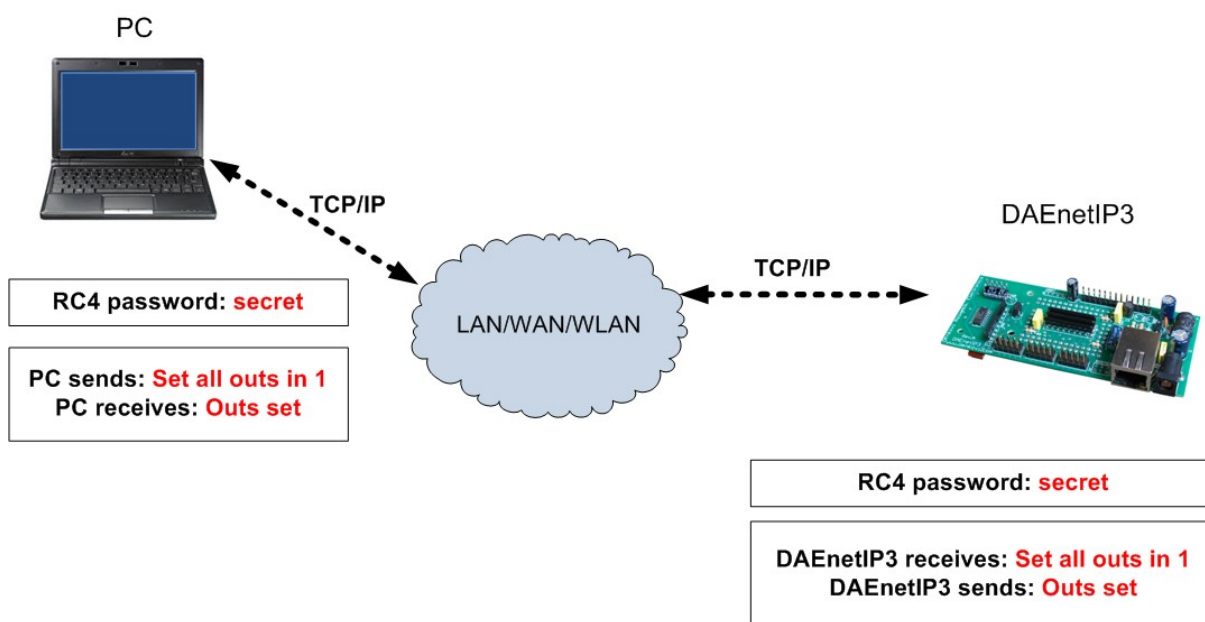 PC
TCP/IP
DAEnetIP3
TCP/IP
LAN/WAN/WLAN
RC4 password: secret
PC sends: Set all outs in 1
PC receives: Outs set
RC4 password: secret
DAEnetIP3 receives: Set all outs in 1
DAEnetIP3 sends: Outs set